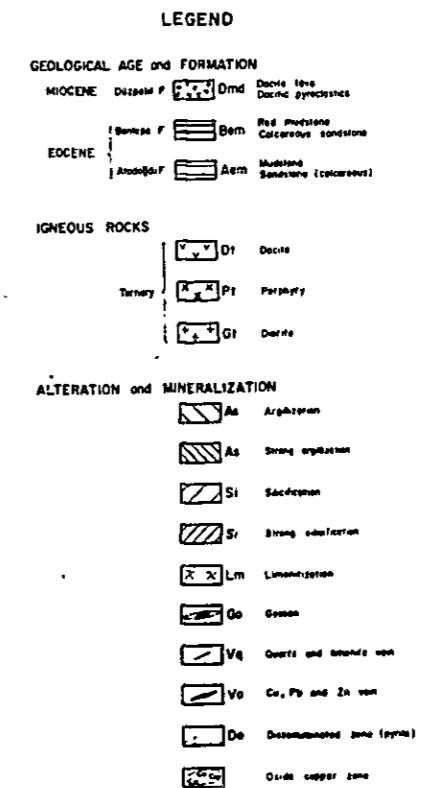 LEGEND
GEOLOGICAL AGE and FORMATION
MIOCENE Düzpelit F Dmd Dacite lava
Dacitic pyroclastics
EOCENE
F Bem Red mudstone
Calcareous sandstone
F Aem Mudstone
Sandstone (calcareous)
IGNEOUS ROCKS
Dt Dacite
Pt Porphyry
Gt Diorite
ALTERATION and MINERALIZATION
As Argillization
As Strong argillization
Si Silicification
Si Strong silicification
Lm Limonitization
Go Gossan
Vq Quartz and limonite vein
Vo Cu, Pb and Zn vein
De Disseminated zone (pyrite)
Oxide copper zone